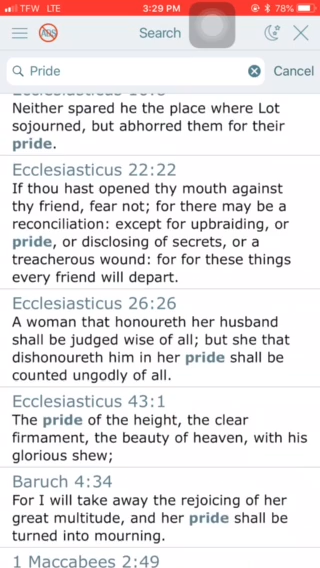 TFW LTE 3:29 PM 78%
ADS Search
Pride Cancel
Ecclesiasticus
Neither spared he the place where Lot
sojourned, but abhorred them for their
pride.
Ecclesiasticus 22:22
If thou hast opened thy mouth against
thy friend, fear not; for there may be a
reconciliation: except for upbraiding, or
pride, or disclosing of secrets, or a
treacherous wound: for for these things
every friend will depart.
Ecclesiasticus 26:26
A woman that honoureth her husband
shall be judged wise of all; but she that
dishonoureth him in her pride shall be
counted ungodly of all.
Ecclesiasticus 43:1
The pride of the height, the clear
firmament, the beauty of heaven, with his
glorious shew;
Baruch 4:34
For I will take away the rejoicing of her
great multitude, and her pride shall be
turned into mourning.
1 Maccabees 2:49